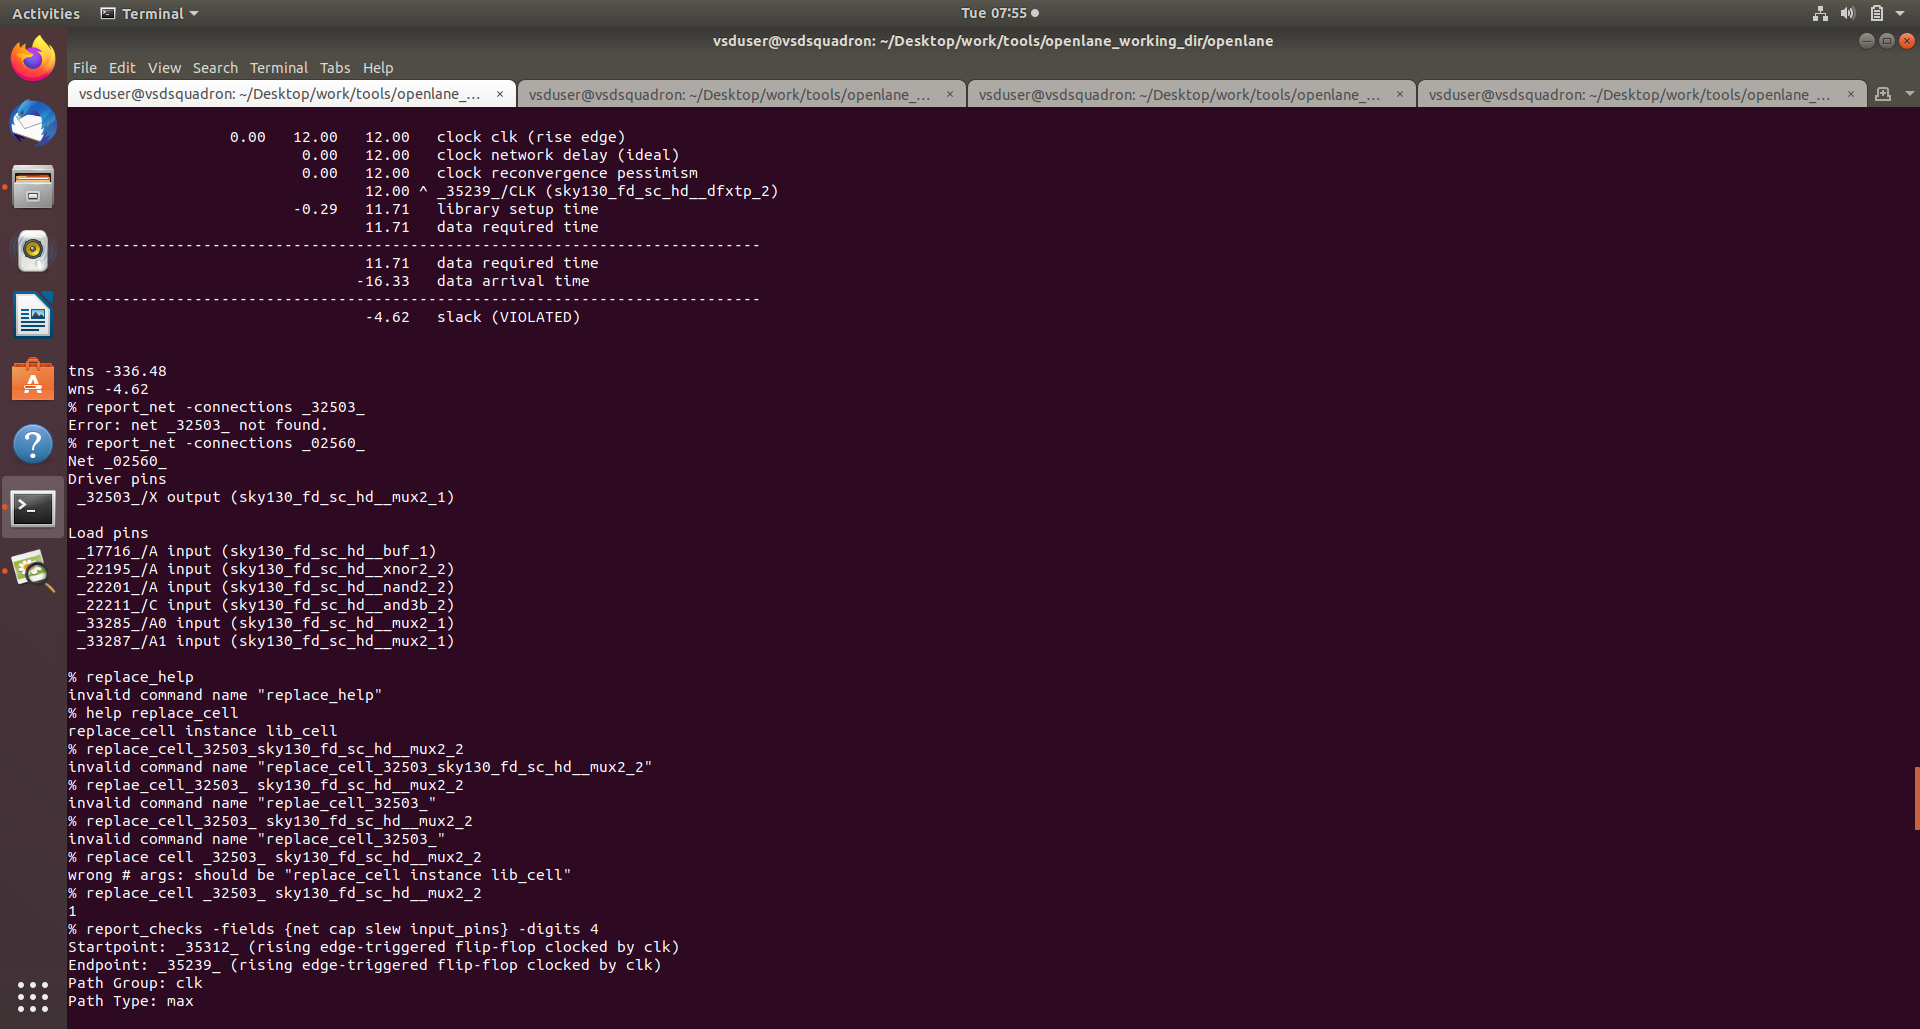 Activities Terminal Tue 07:55
vsduser@vsdsquadron: ~/Desktop/work/tools/openlane_working_dir/openlane
File Edit View Search Terminal Tabs Help
vsduser@vsdsquadron: ~/Desktop/work/tools/openlane_... × vsduser@vsdsquadron: ~/Desktop/work/tools/openlane_... × vsduser@vsdsquadron: ~/Desktop/work/tools/openlane_... × vsduser@vsdsquadron: ~/Desktop/work/tools/openlane_... ×
0.00 12.00 12.00 clock clk (rise edge)
0.00 12.00 clock network delay (ideal)
0.00 12.00 clock reconvergence pessimism
12.00 ^ _35239_/CLK (sky130_fd_sc_hd__dfxtp_2)
-0.29 11.71 library setup time
11.71 data required time
-----------------------------------------------------------------------------
11.71 data required time
-16.33 data arrival time
-----------------------------------------------------------------------------
-4.62 slack (VIOLATED)
tns -336.48
wns -4.62
% report_net -connections _32503_
Error: net _32503_ not found.
% report_net -connections _02560_
Net _02560_
Driver pins
_32503_/X output (sky130_fd_sc_hd__mux2_1)
Load pins
_17716_/A input (sky130_fd_sc_hd__buf_1)
_22195_/A input (sky130_fd_sc_hd__xnor2_2)
_22201_/A input (sky130_fd_sc_hd__nand2_2)
_22211_/C input (sky130_fd_sc_hd__and3b_2)
_33285_/A0 input (sky130_fd_sc_hd__mux2_1)
_33287_/A1 input (sky130_fd_sc_hd__mux2_1)
% replace_help
invalid command name "replace_help"
% help replace_cell
replace_cell instance lib_cell
% replace_cell_32503_sky130_fd_sc_hd__mux2_2
invalid command name "replace_cell_32503_sky130_fd_sc_hd__mux2_2"
% replae_cell_32503_ sky130_fd_sc_hd__mux2_2
invalid command name "replae_cell_32503_"
% replace_cell_32503_ sky130_fd_sc_hd__mux2_2
invalid command name "replace_cell_32503_"
% replace cell _32503_ sky130_fd_sc_hd__mux2_2
wrong # args: should be "replace_cell instance lib_cell"
% replace_cell _32503_ sky130_fd_sc_hd__mux2_2
1
% report_checks -fields {net cap slew input_pins} -digits 4
Startpoint: _35312_ (rising edge-triggered flip-flop clocked by clk)
Endpoint: _35239_ (rising edge-triggered flip-flop clocked by clk)
Path Group: clk
Path Type: max